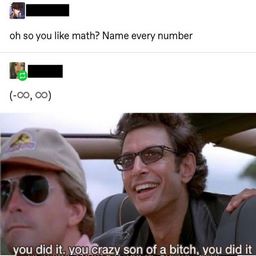 oh so you like math? Name every number
(-∞, ∞)
you did it. you crazy son of a bitch, you did it